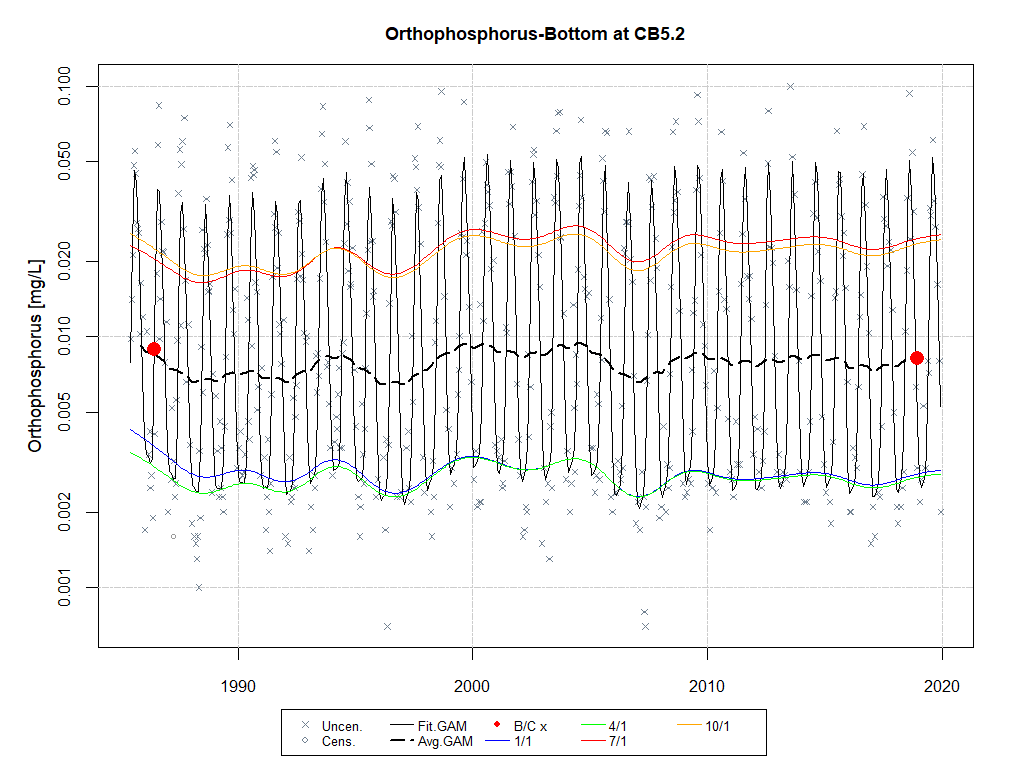 Orthophosphorus-Bottom at CB5.2
Orthophosphorus [mg/L]
0.100
0.050
0.020
0.010
0.005
0.002
0.001
1990 2000 2010 2020
Uncen. Fit.GAM B/C x 4/1 10/1
Cens. Avg.GAM 1/1 7/1